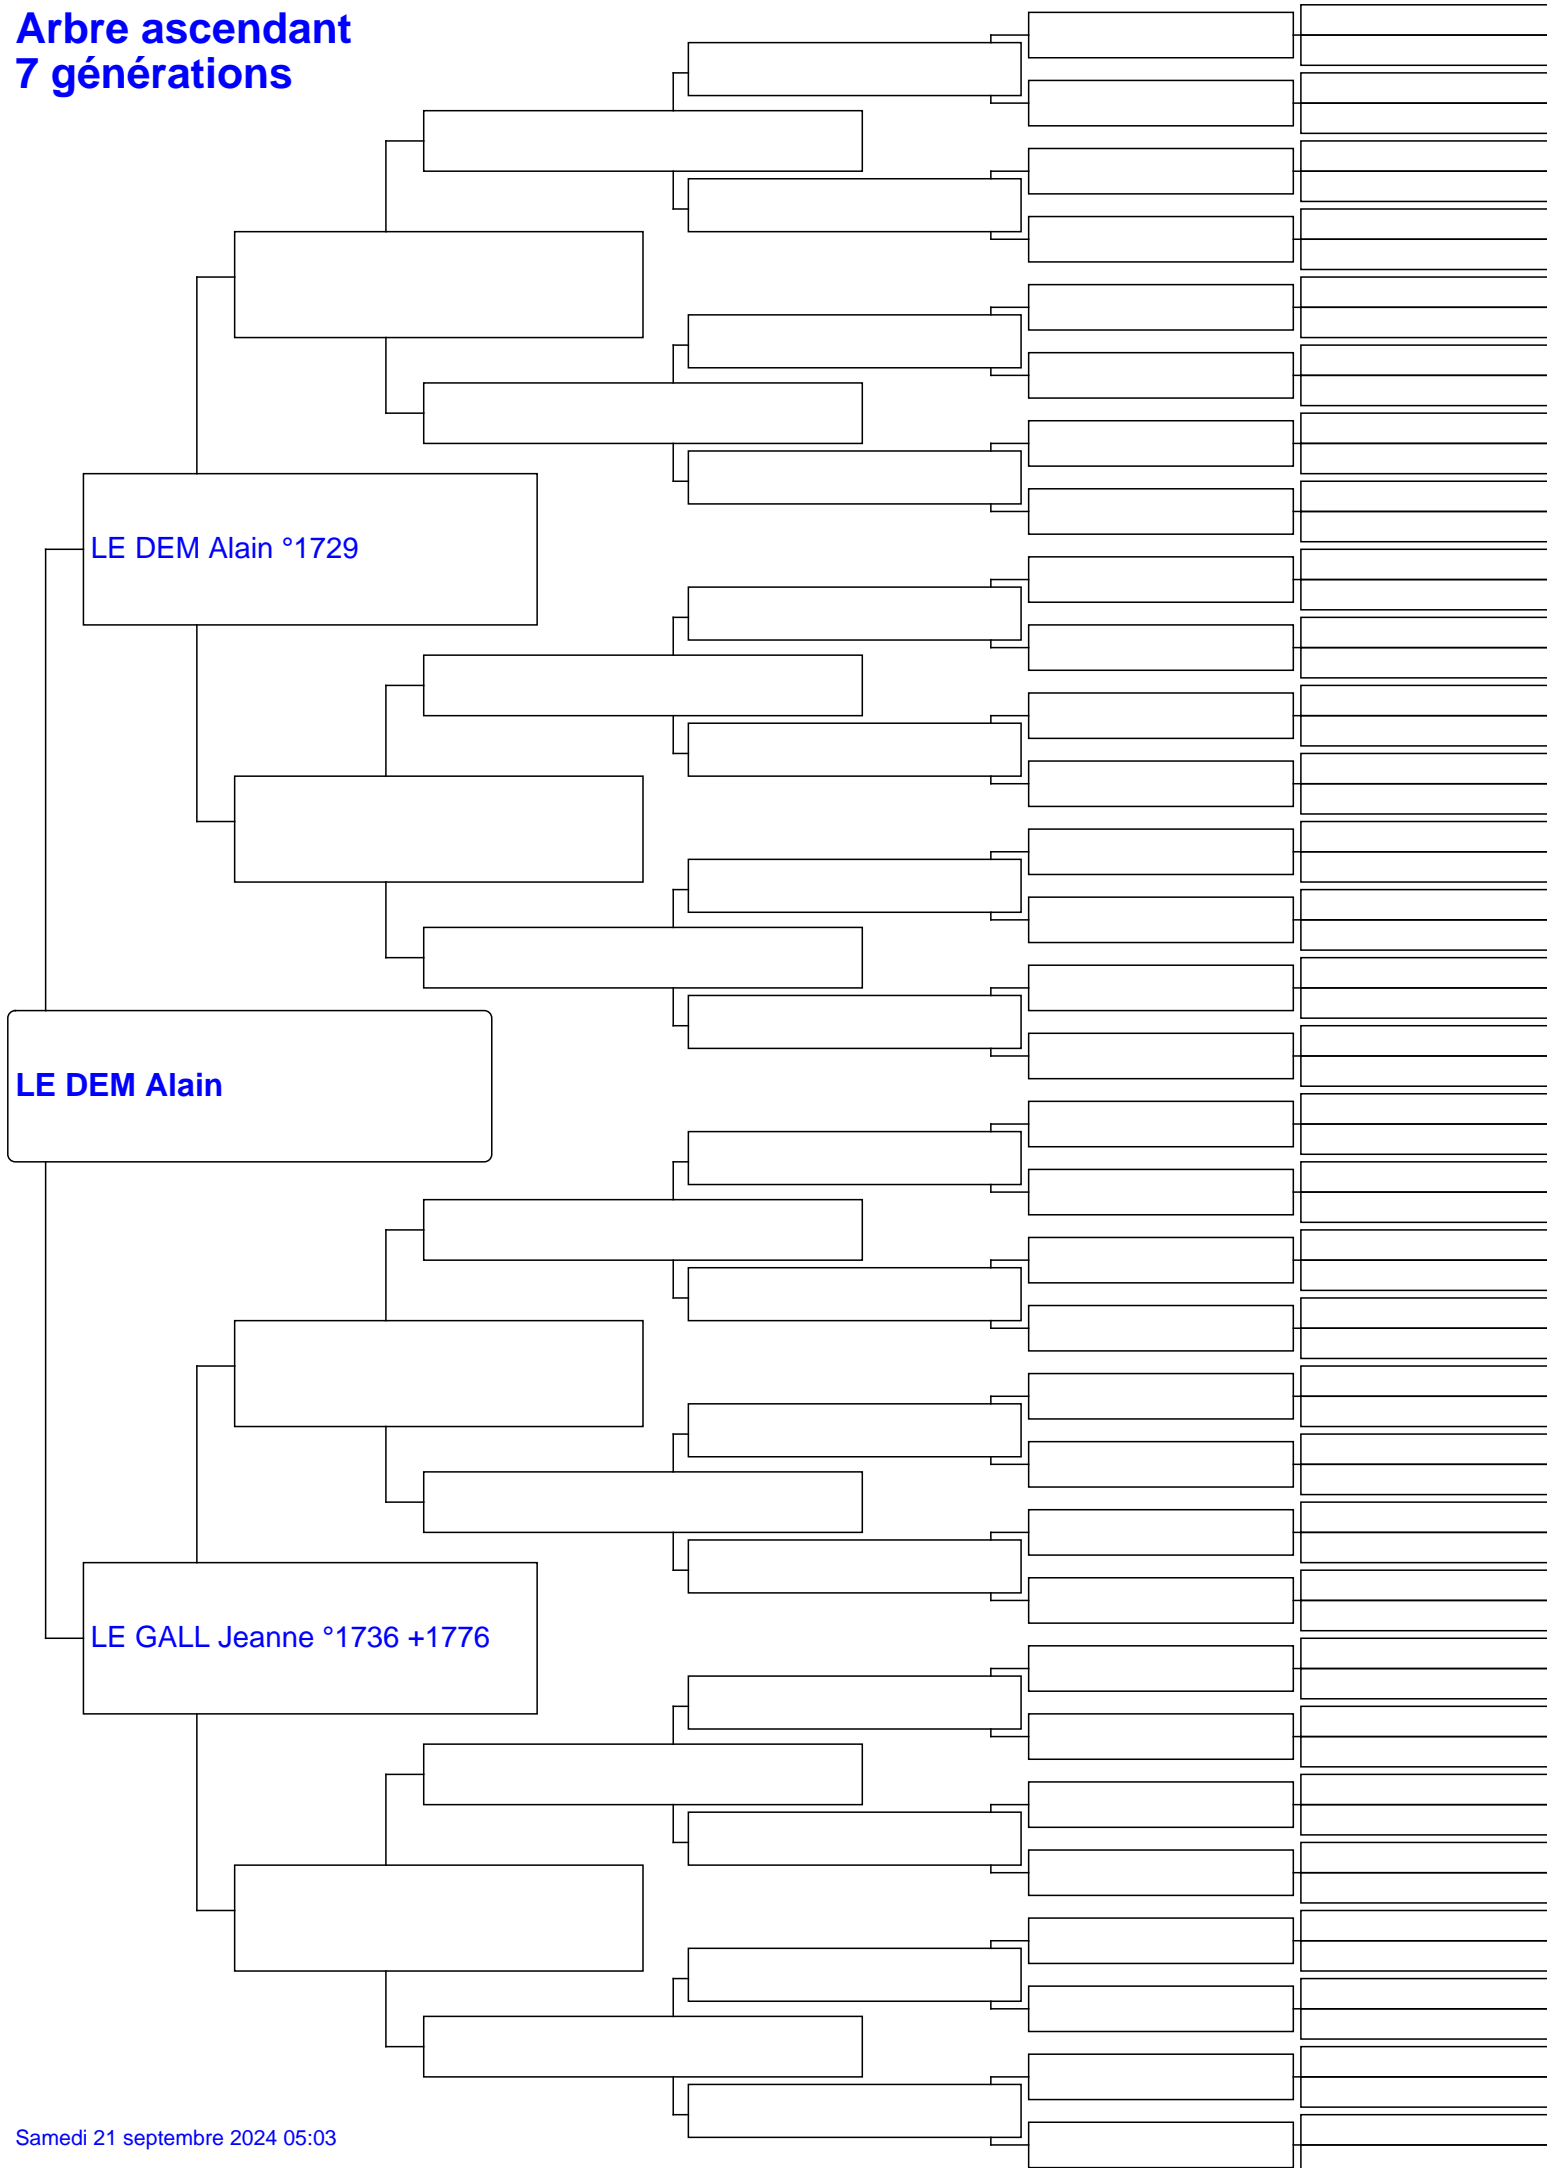 Arbre ascendant
7 générations
LE DEM Alain °1729
LE DEM Alain
LE GALL Jeanne °1736 +1776
Samedi 21 septembre 2024 05:03